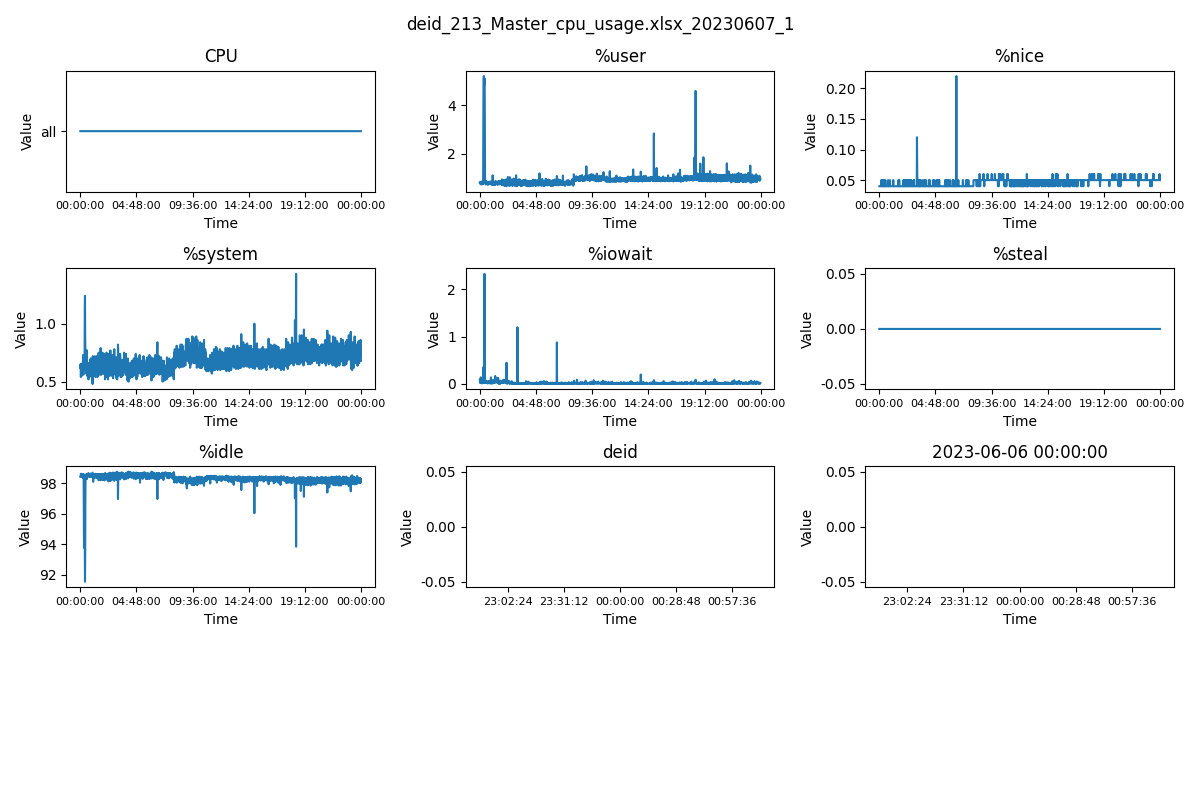 deid_213_Master_cpu_usage.xlsx_20230607_1
CPU
%user
%nice
Value
all
00:00:00 04:48:00 09:36:00 14:24:00 19:12:00 00:00:00
Time
Value
4
2
00:00:00 04:48:00 09:36:00 14:24:00 19:12:00 00:00:00
Time
Value
0.20
0.15
0.10
0.05
00:00:00 04:48:00 09:36:00 14:24:00 19:12:00 00:00:00
Time
%system
%iowait
%steal
Value
1.0
0.5
00:00:00 04:48:00 09:36:00 14:24:00 19:12:00 00:00:00
Time
Value
2
1
0
00:00:00 04:48:00 09:36:00 14:24:00 19:12:00 00:00:00
Time
Value
0.05
0.00
-0.05
00:00:00 04:48:00 09:36:00 14:24:00 19:12:00 00:00:00
Time
%idle
deid
2023-06-06 00:00:00
Value
98
96
94
92
00:00:00 04:48:00 09:36:00 14:24:00 19:12:00 00:00:00
Time
Value
0.05
0.00
-0.05
23:02:24 23:31:12 00:00:00 00:28:48 00:57:36
Time
Value
0.05
0.00
-0.05
23:02:24 23:31:12 00:00:00 00:28:48 00:57:36
Time